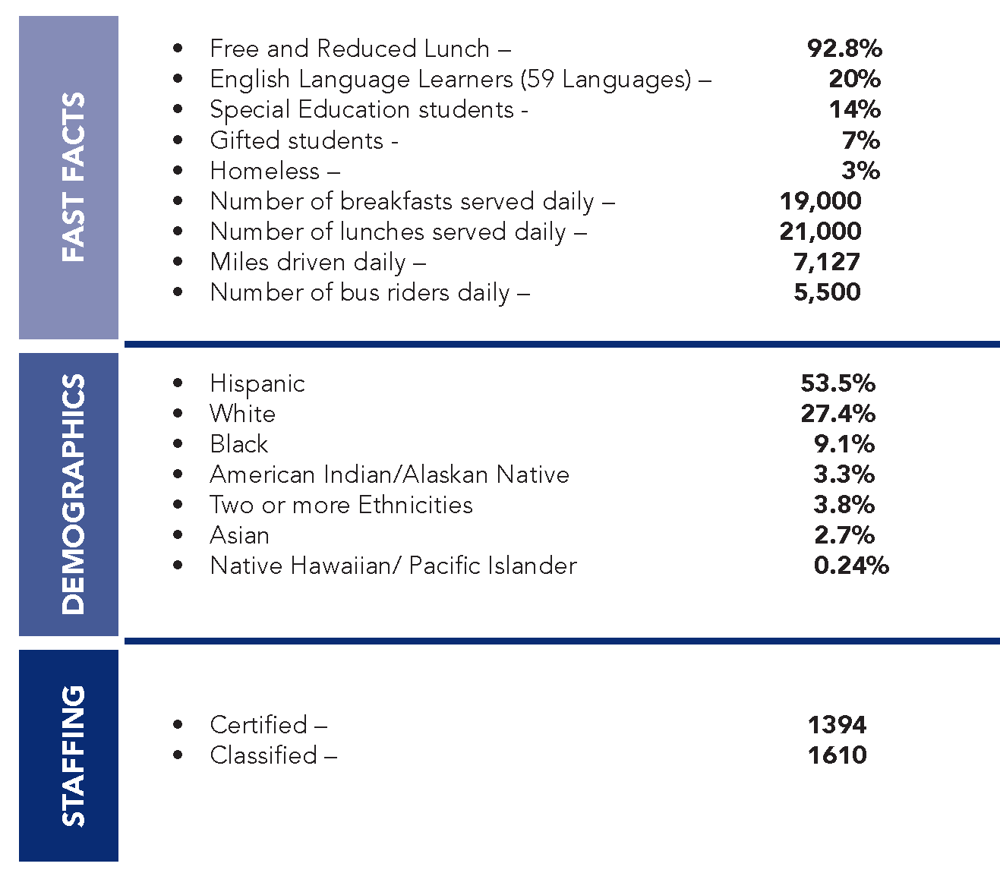 FAST FACTS
• Free and Reduced Lunch – 92.8%
• English Language Learners (59 Languages) – 20%
• Special Education students - 14%
• Gifted students - 7%
• Homeless – 3%
• Number of breakfasts served daily – 19,000
• Number of lunches served daily – 21,000
• Miles driven daily – 7,127
• Number of bus riders daily – 5,500
DEMOGRAPHICS
• Hispanic 53.5%
• White 27.4%
• Black 9.1%
• American Indian/Alaskan Native 3.3%
• Two or more Ethnicities 3.8%
• Asian 2.7%
• Native Hawaiian/ Pacific Islander 0.24%
STAFFING
• Certified – 1394
• Classified – 1610